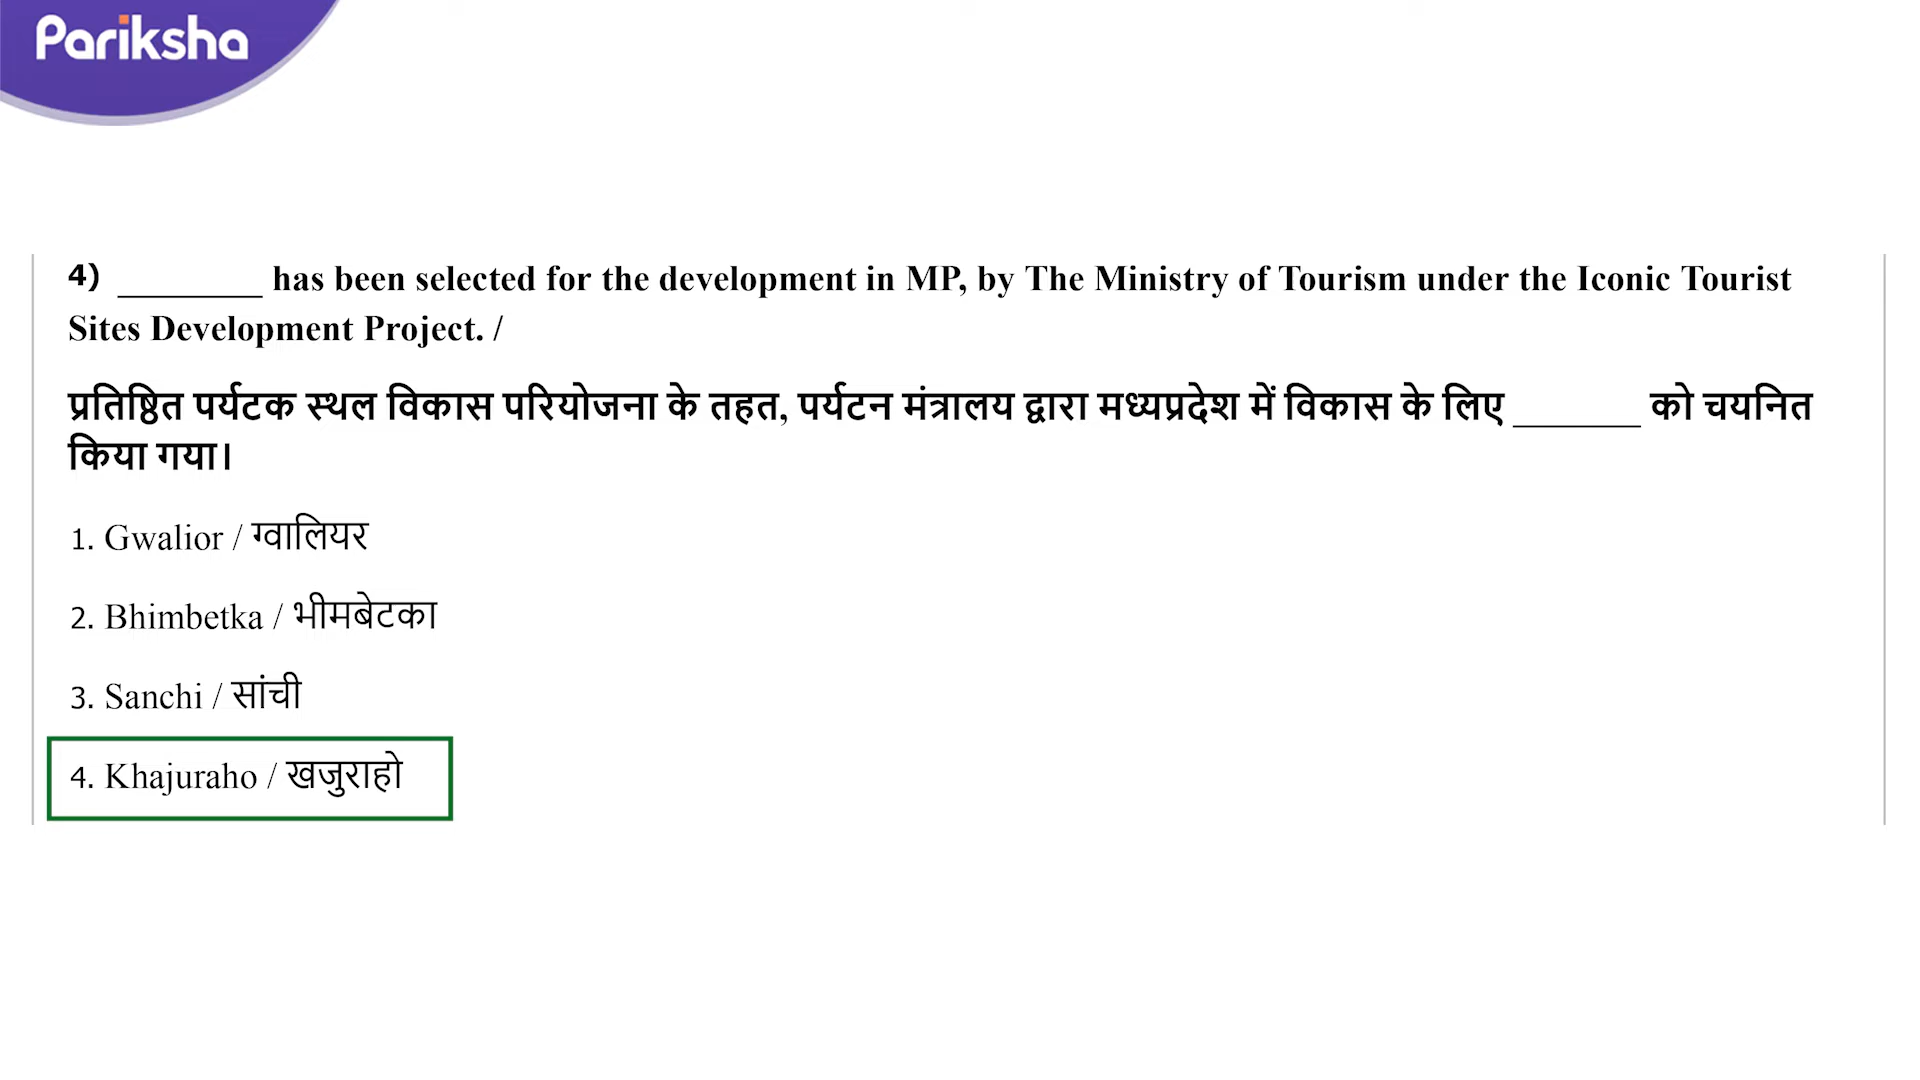 Pariksha
4) ________ has been selected for the development in MP, by The Ministry of Tourism under the Iconic Tourist
Sites Development Project. /
प्रतिष्ठित पर्यटक स्थल विकास परियोजना के तहत, पर्यटन मंत्रालय द्वारा मध्यप्रदेश में विकास के लिए _______ को चयनित
किया गया।
1. Gwalior / ग्वालियर
2. Bhimbetka / भीमबेटका
3. Sanchi / सांची
4. Khajuraho / खजुराहो